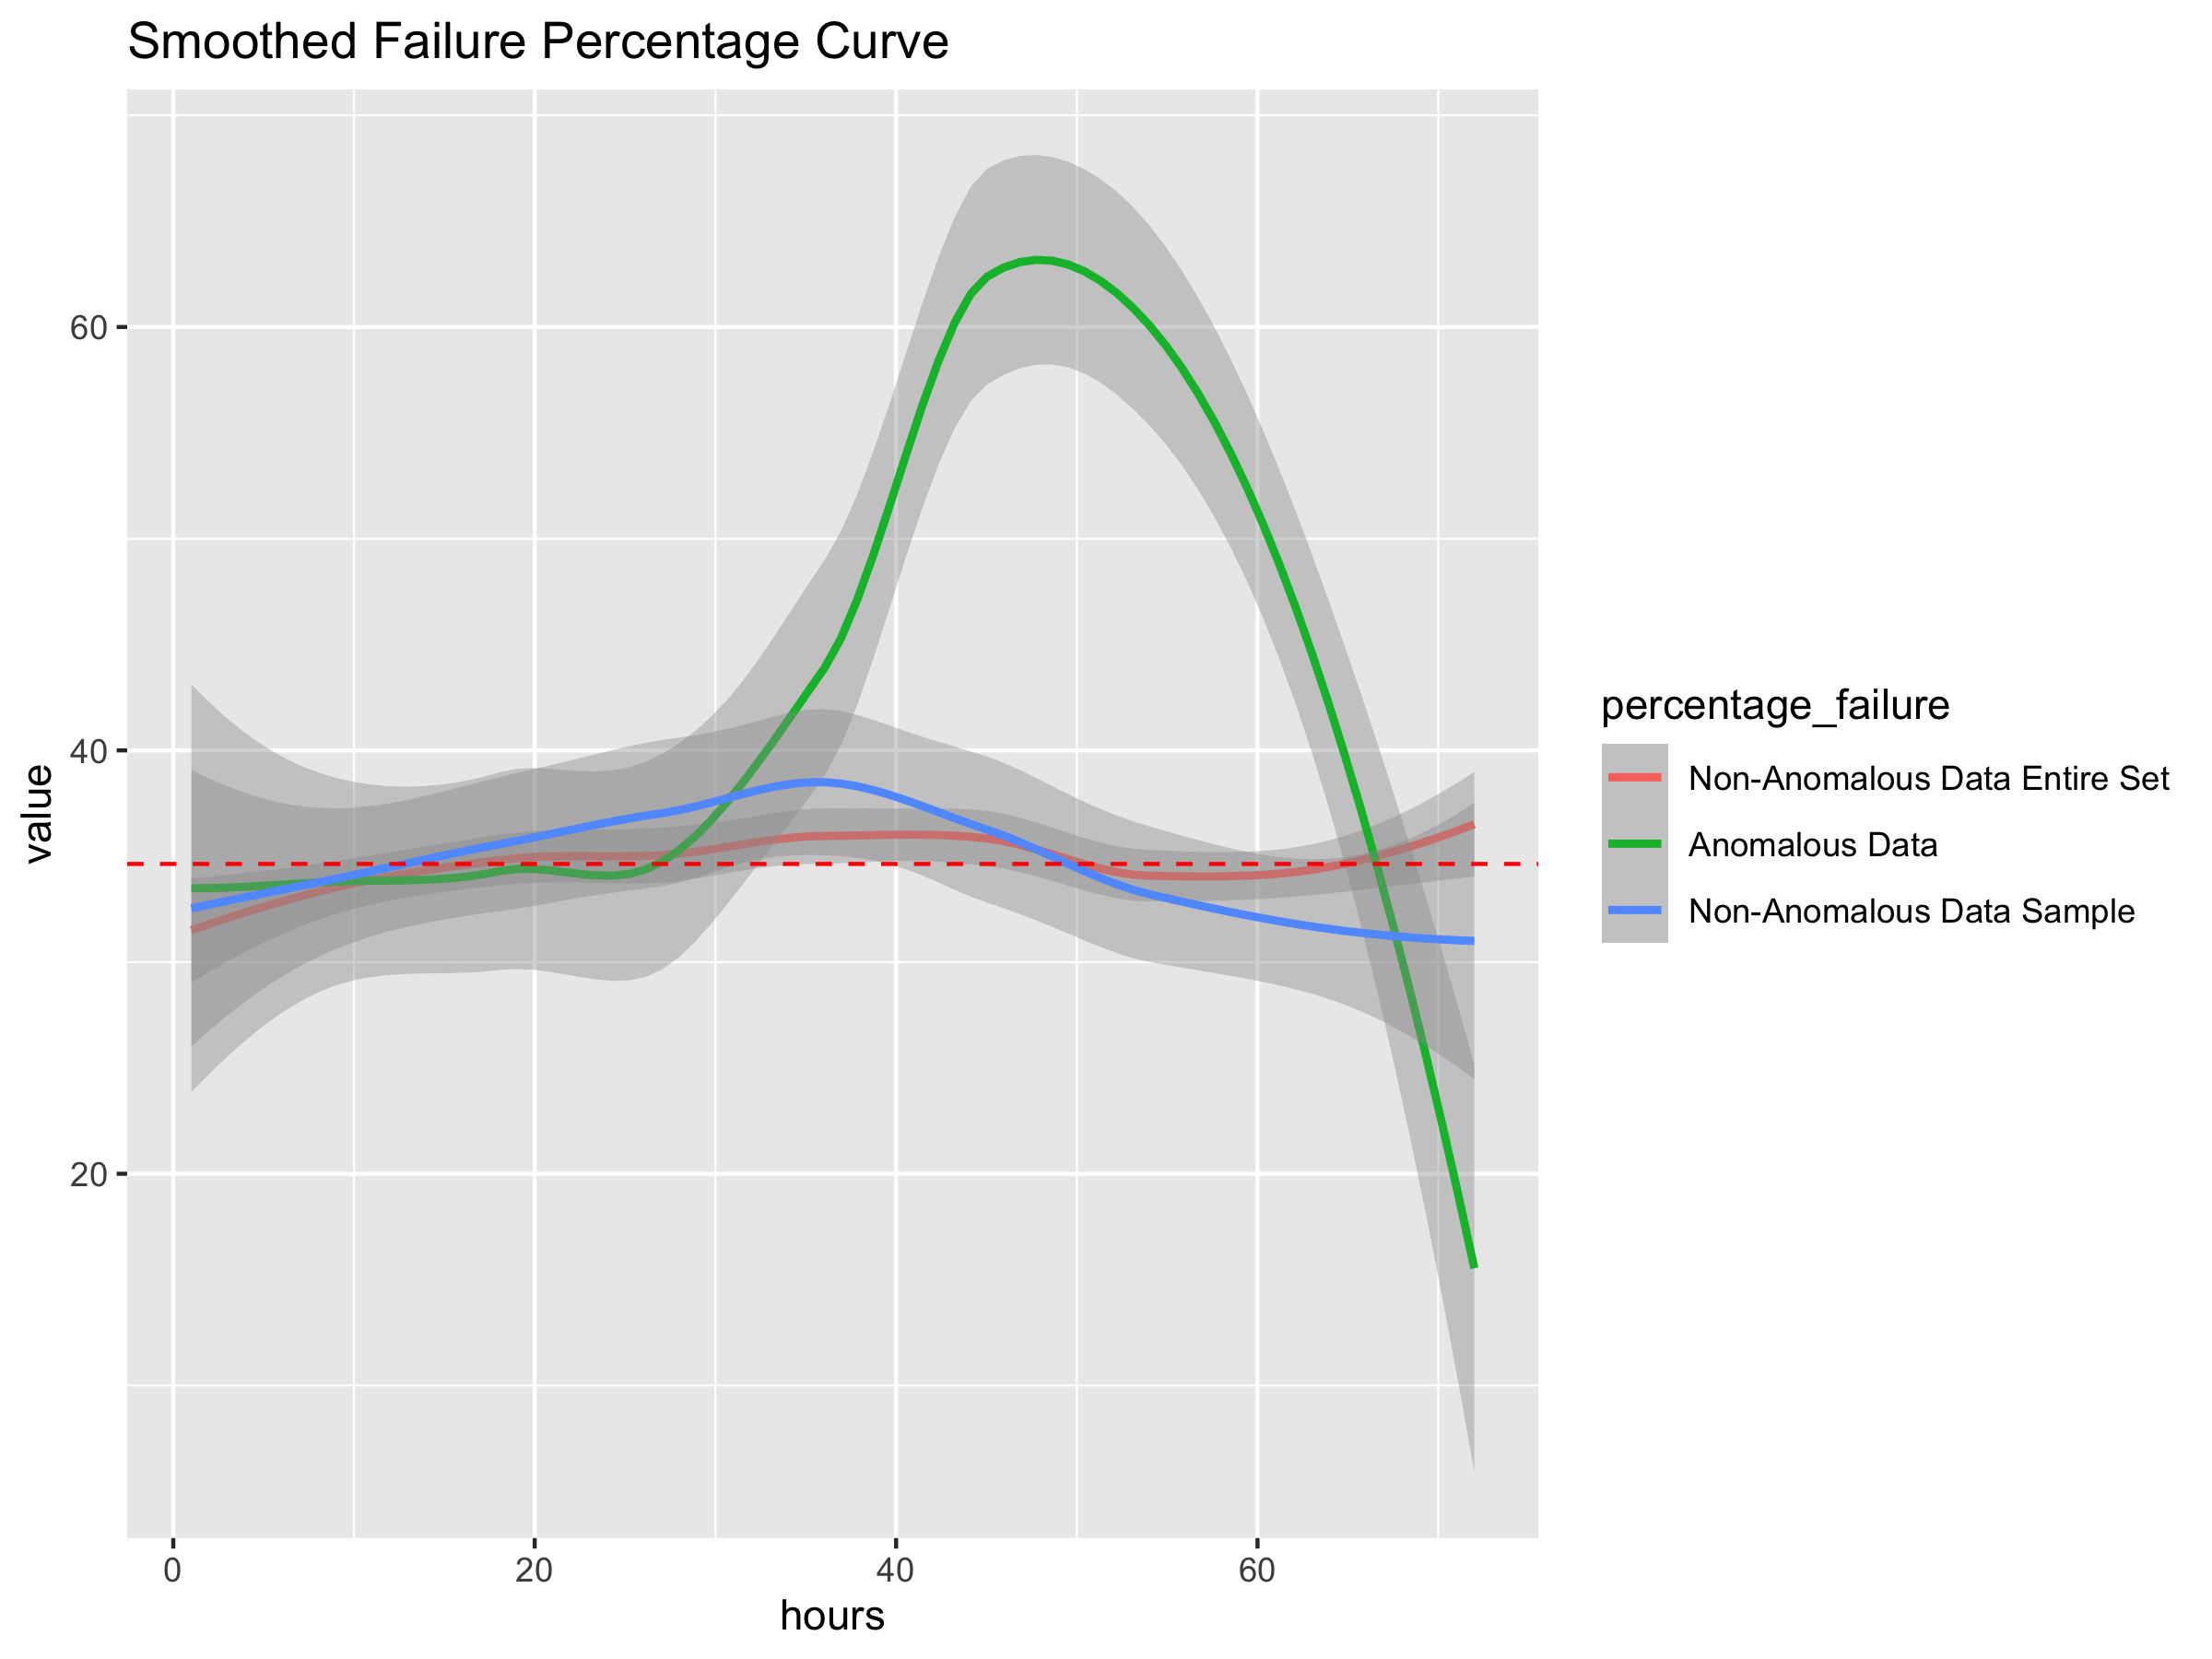 Smoothed Failure Percentage Curve
60
40
20
value
0 20 40 60
hours
percentage_failure
Non-Anomalous Data Entire Set
Anomalous Data
Non-Anomalous Data Sample